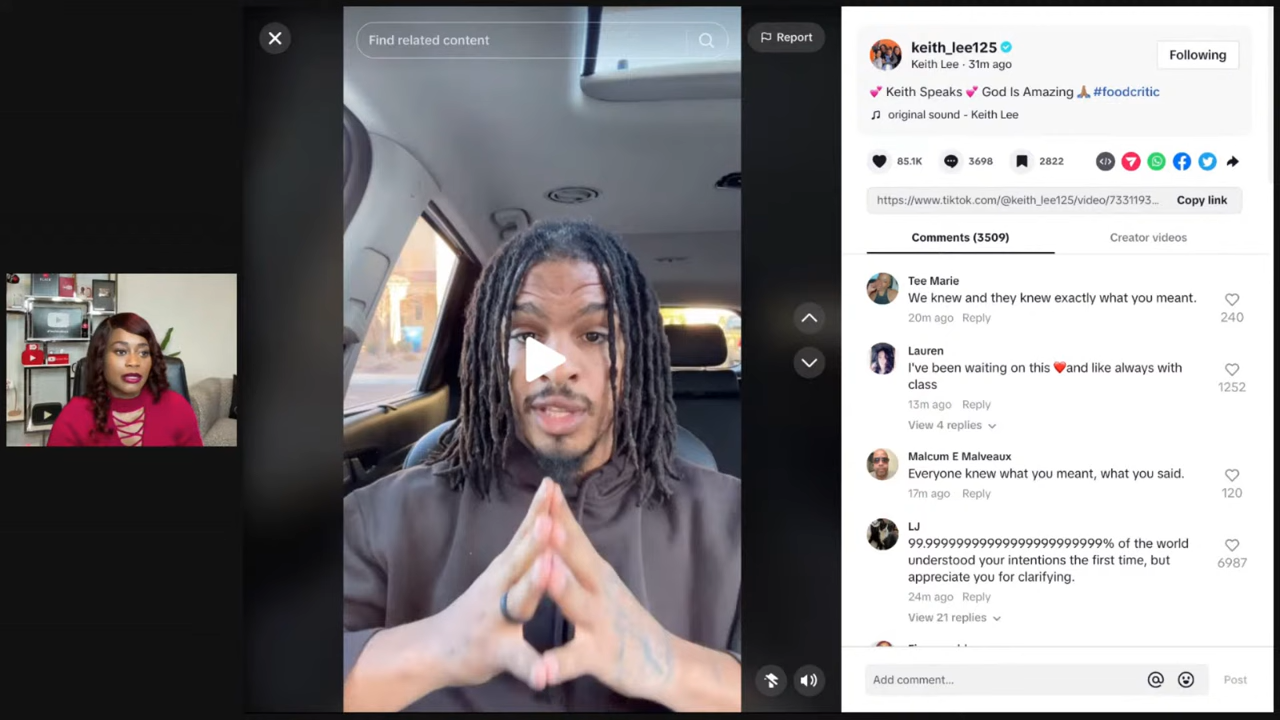 Find related content
Report
keith_lee125
Keith Lee · 31m ago
Following
💕 Keith Speaks 💕 God Is Amazing 🙏🏽 #foodcritic
original sound - Keith Lee
85.1K
3698
2822
https://www.tiktok.com/@keith_lee125/video/7331193...
Copy link
Comments (3509)
Creator videos
Tee Marie
We knew and they knew exactly what you meant.
20m ago Reply
240
Lauren
I've been waiting on this ❤️and like always with
class
13m ago Reply
1252
View 4 replies
Malcum E Malveaux
Everyone knew what you meant, what you said.
17m ago Reply
120
LJ
99.99999999999999999999999% of the world
understood your intentions the first time, but
appreciate you for clarifying.
6987
24m ago Reply
View 21 replies
Add comment...
Post